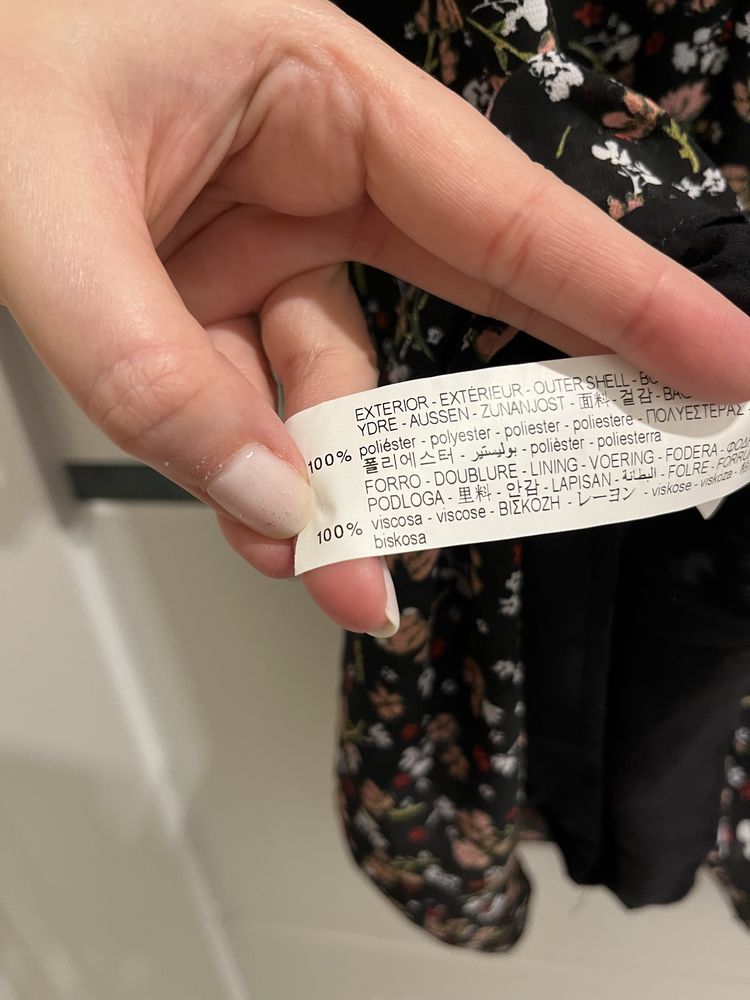 EXTERIOR - EXTÉRIEUR - OUTER SHELL -
YDRE - AUSSEN - ZUNANJOST - 面料 - 겉감 -
100% poliéster - polyester - poliester - poliestere - ΠΟΛΥΕΣΤΕΡΑΣ -
폴리에스터 - بوليستير - polièster - poliesterra
FORRO - DOUBLURE - LINING - VOERING - FODERA -
PODLOGA - 里料 - 안감 - LAPISAN - البطانة - FOLRE -
100% viscosa - viscose - ΒΙΣΚΟΖΗ - レーヨン - viskose - viskoza -
biskosa